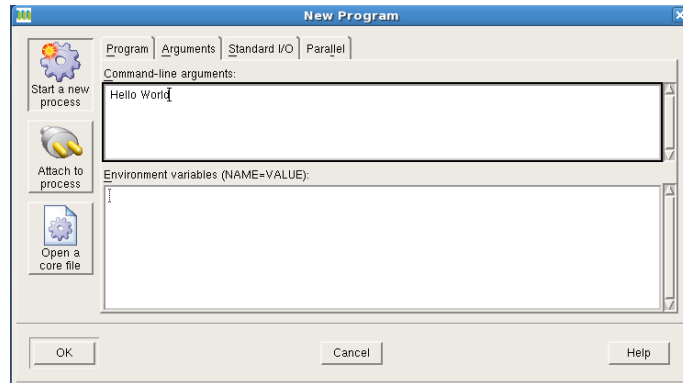 New Program
Program Arguments Standard I/O Parallel
Command-line arguments:
Hello World
Start a new
process
Attach to
process
Environment variables (NAME=VALUE):
Open a
core file
OK Cancel Help